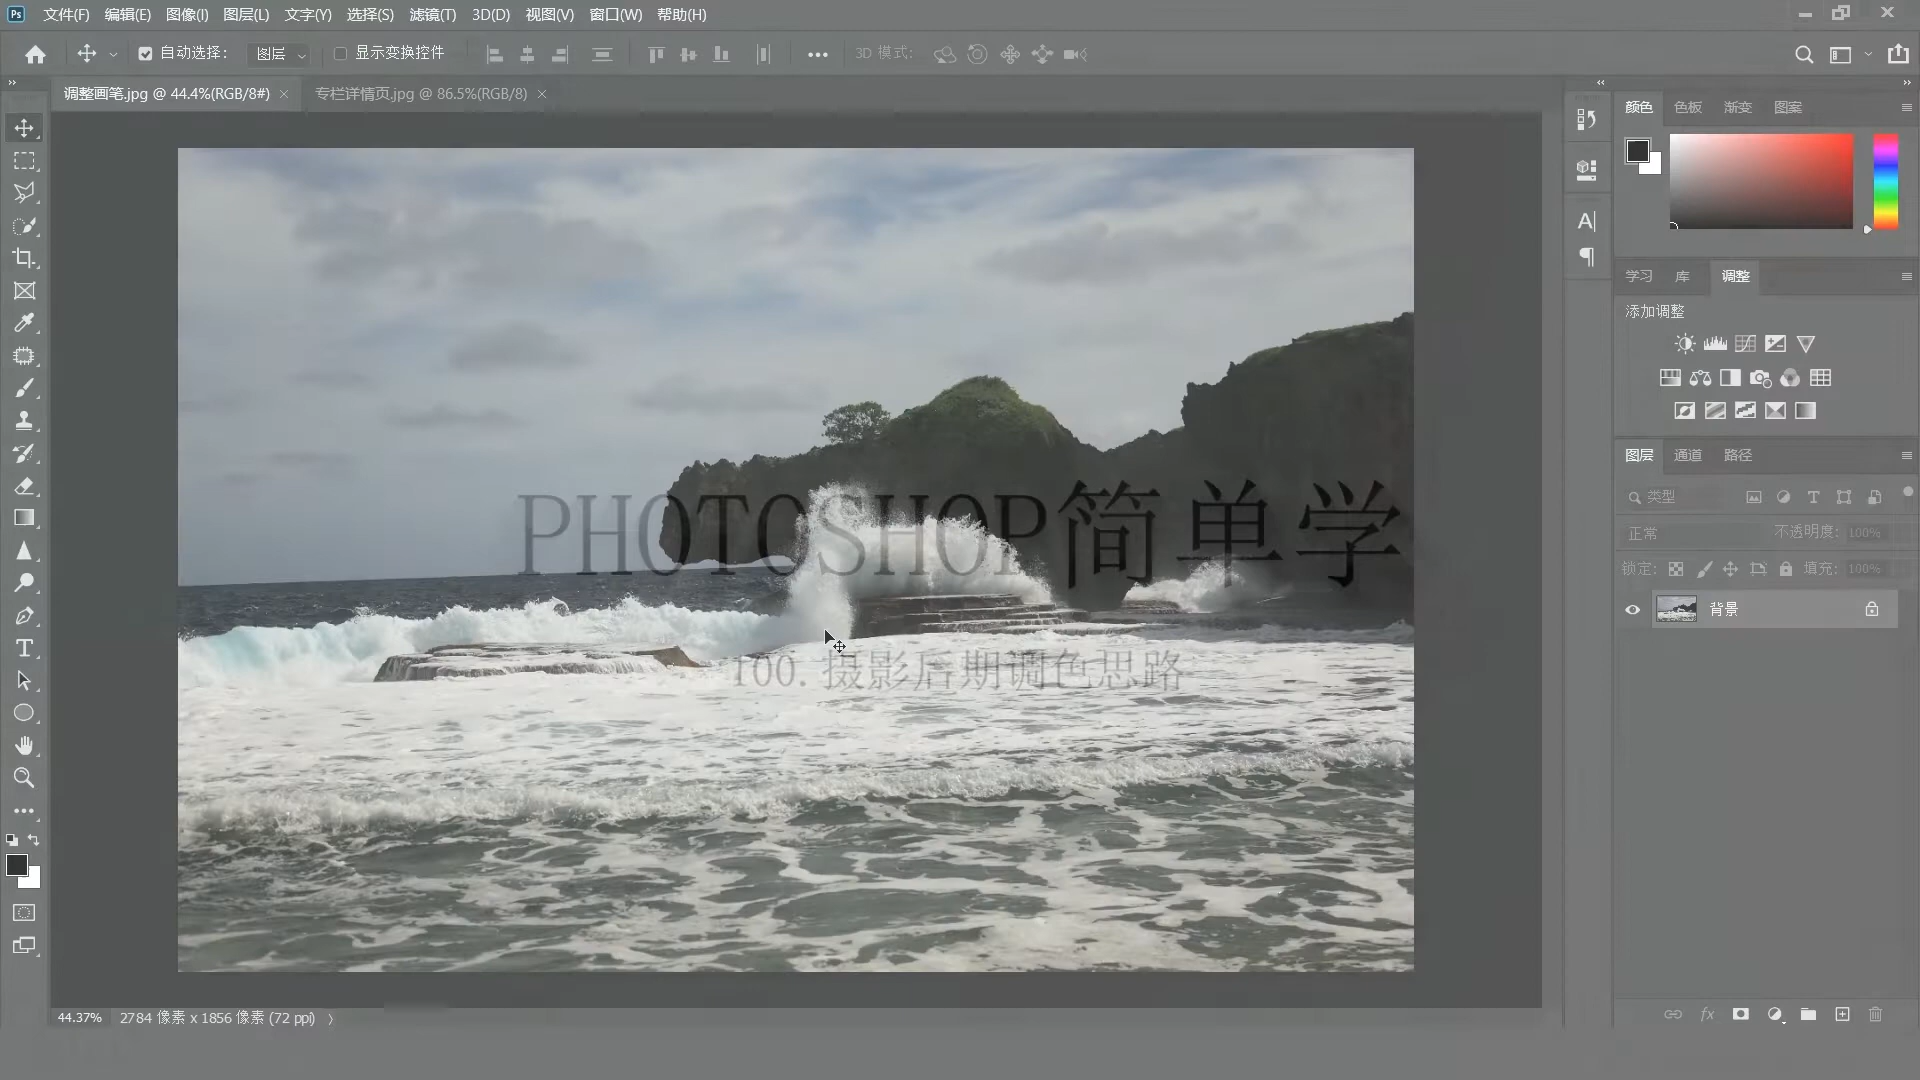 Ps 文件(F) 编辑(E) 图像(I) 图层(L) 文字(Y) 选择(S) 滤镜(T) 3D(D) 视图(V) 窗口(W) 帮助(H)
自动选择: 图层 显示变换控件 3D 模式:
调整画笔.jpg @ 44.4%(RGB/8#) × 专栏详情页.jpg @ 86.5%(RGB/8) ×
颜色 色板 渐变 图案
学习 库 调整
添加调整
图层 通道 路径
类型
正常 不透明度: 100%
锁定: 填充: 100%
背景
PHOTOSHOP简单学
100. 摄影后期调色思路
44.37% 2784 像素 x 1856 像素 (72 ppi)
fx